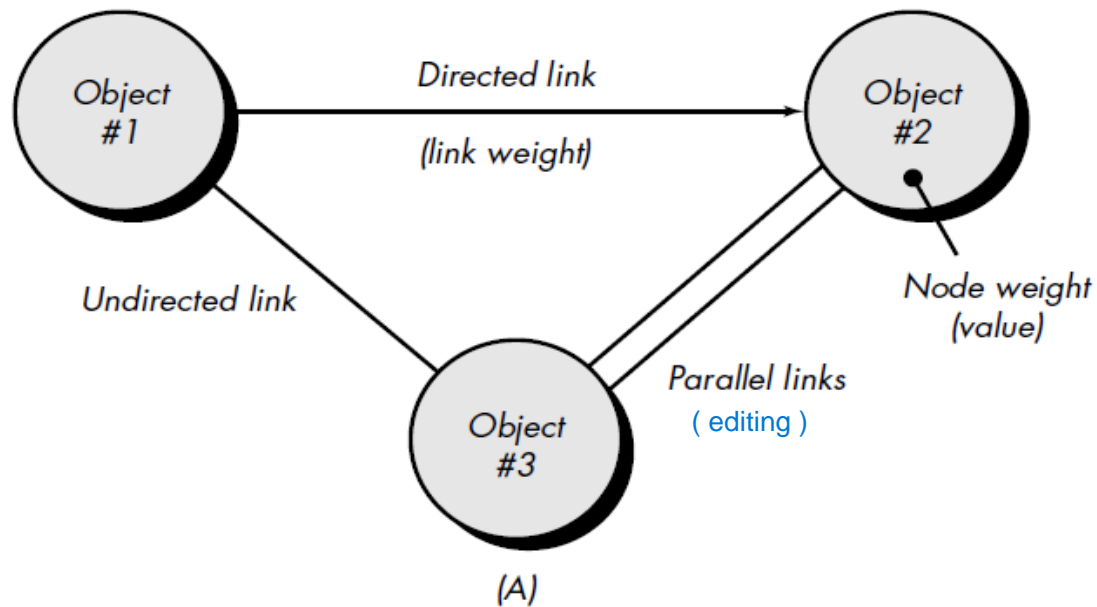 Object
#1
Directed link
(link weight)
Object
#2
Undirected link
Node weight
(value)
Parallel links
( editing )
Object
#3
(A)